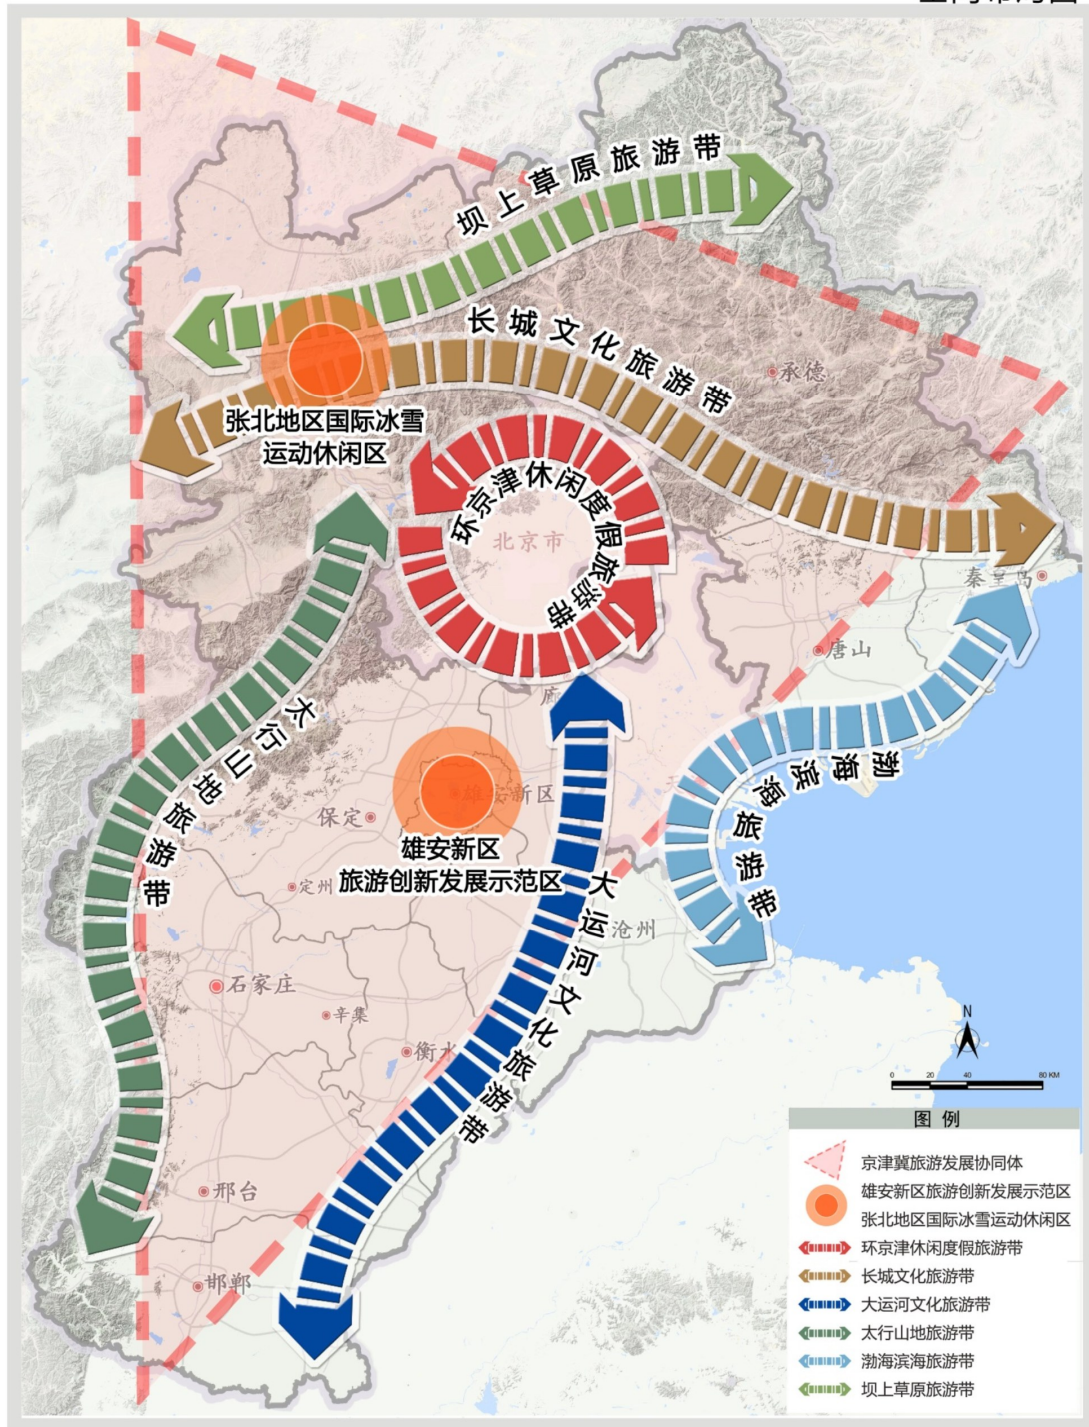 坝上草原旅游带
长城文化旅游带
承德
张北地区国际冰雪
运动休闲区
环京津休闲度假旅游带
北京市
秦皇岛
唐山
廊
太行山地旅游带
渤海滨海旅游带
雄安新区
保定
雄安新区
旅游创新发展示范区
定州
大运河文化旅游带
沧州
石家庄
辛集
衡水
N
0 20 40 80 KM
邢台
邯郸
图 例
京津冀旅游发展协同体
雄安新区旅游创新发展示范区
张北地区国际冰雪运动休闲区
环京津休闲度假旅游带
长城文化旅游带
大运河文化旅游带
太行山地旅游带
渤海滨海旅游带
坝上草原旅游带